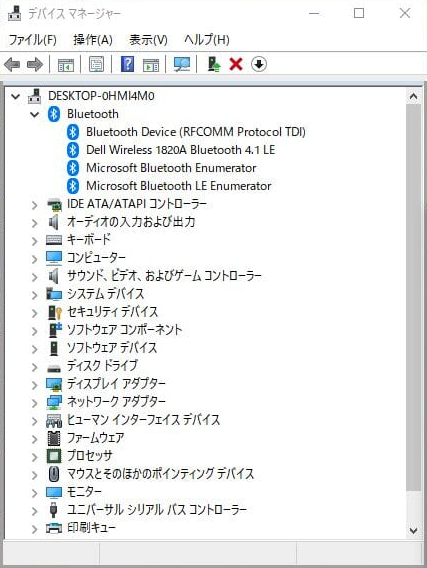 デバイス マネージャー
ファイル(F) 操作(A) 表示(V) ヘルプ(H)
DESKTOP-0HMI4M0
Bluetooth
Bluetooth Device (RFCOMM Protocol TDI)
Dell Wireless 1820A Bluetooth 4.1 LE
Microsoft Bluetooth Enumerator
Microsoft Bluetooth LE Enumerator
IDE ATA/ATAPI コントローラー
オーディオの入力および出力
キーボード
コンピューター
サウンド、ビデオ、およびゲーム コントローラー
システム デバイス
セキュリティ デバイス
ソフトウェア コンポーネント
ソフトウェア デバイス
ディスク ドライブ
ディスプレイ アダプター
ネットワーク アダプター
ヒューマン インターフェイス デバイス
ファームウェア
プロセッサ
マウスとそのほかのポインティング デバイス
モニター
ユニバーサル シリアル バス コントローラー
印刷キュー